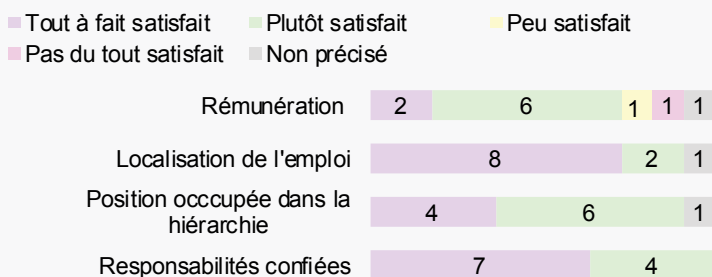 Tout à fait satisfait Plutôt satisfait Peu satisfait
Pas du tout satisfait Non précisé
Rémunération 2 6 1 1 1
Localisation de l'emploi 8 2 1
Position occcupée dans la
hiérarchie 4 6 1
Responsabilités confiées 7 4